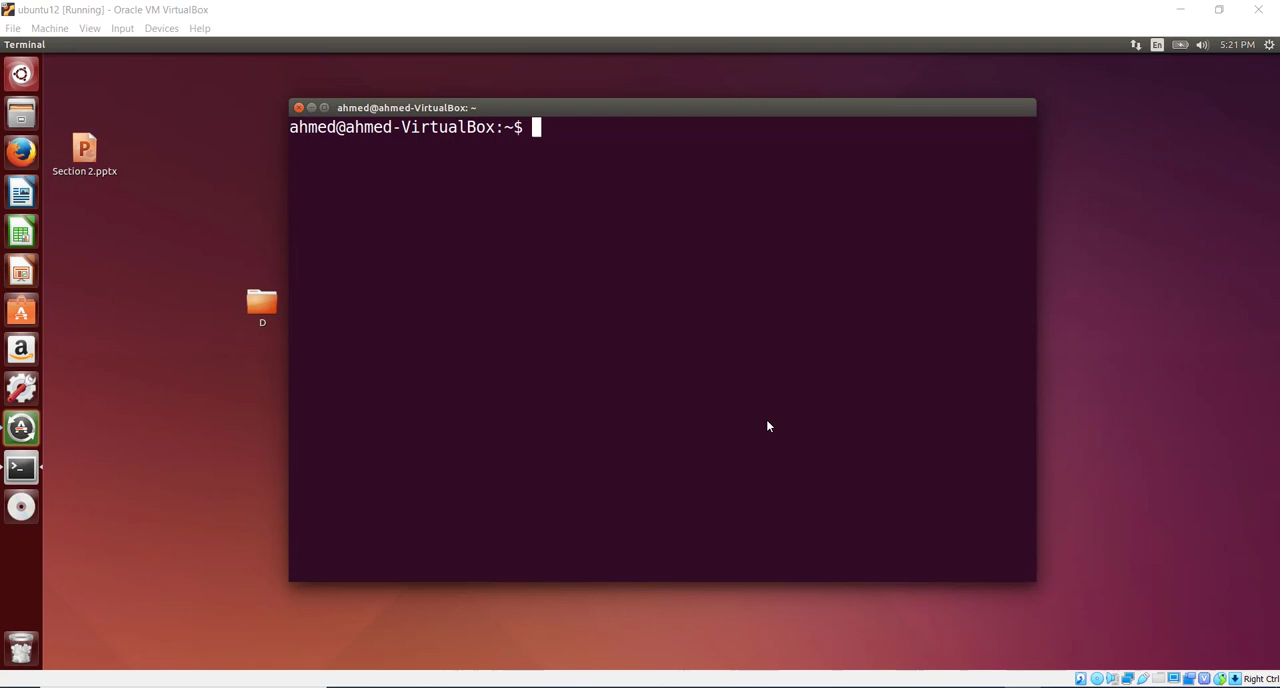 ubuntu12 [Running] - Oracle VM VirtualBox
File Machine View Input Devices Help
Terminal En 5:21 PM
ahmed@ahmed-VirtualBox: ~
ahmed@ahmed-VirtualBox:~$
Section 2.pptx
D
Right Ctrl